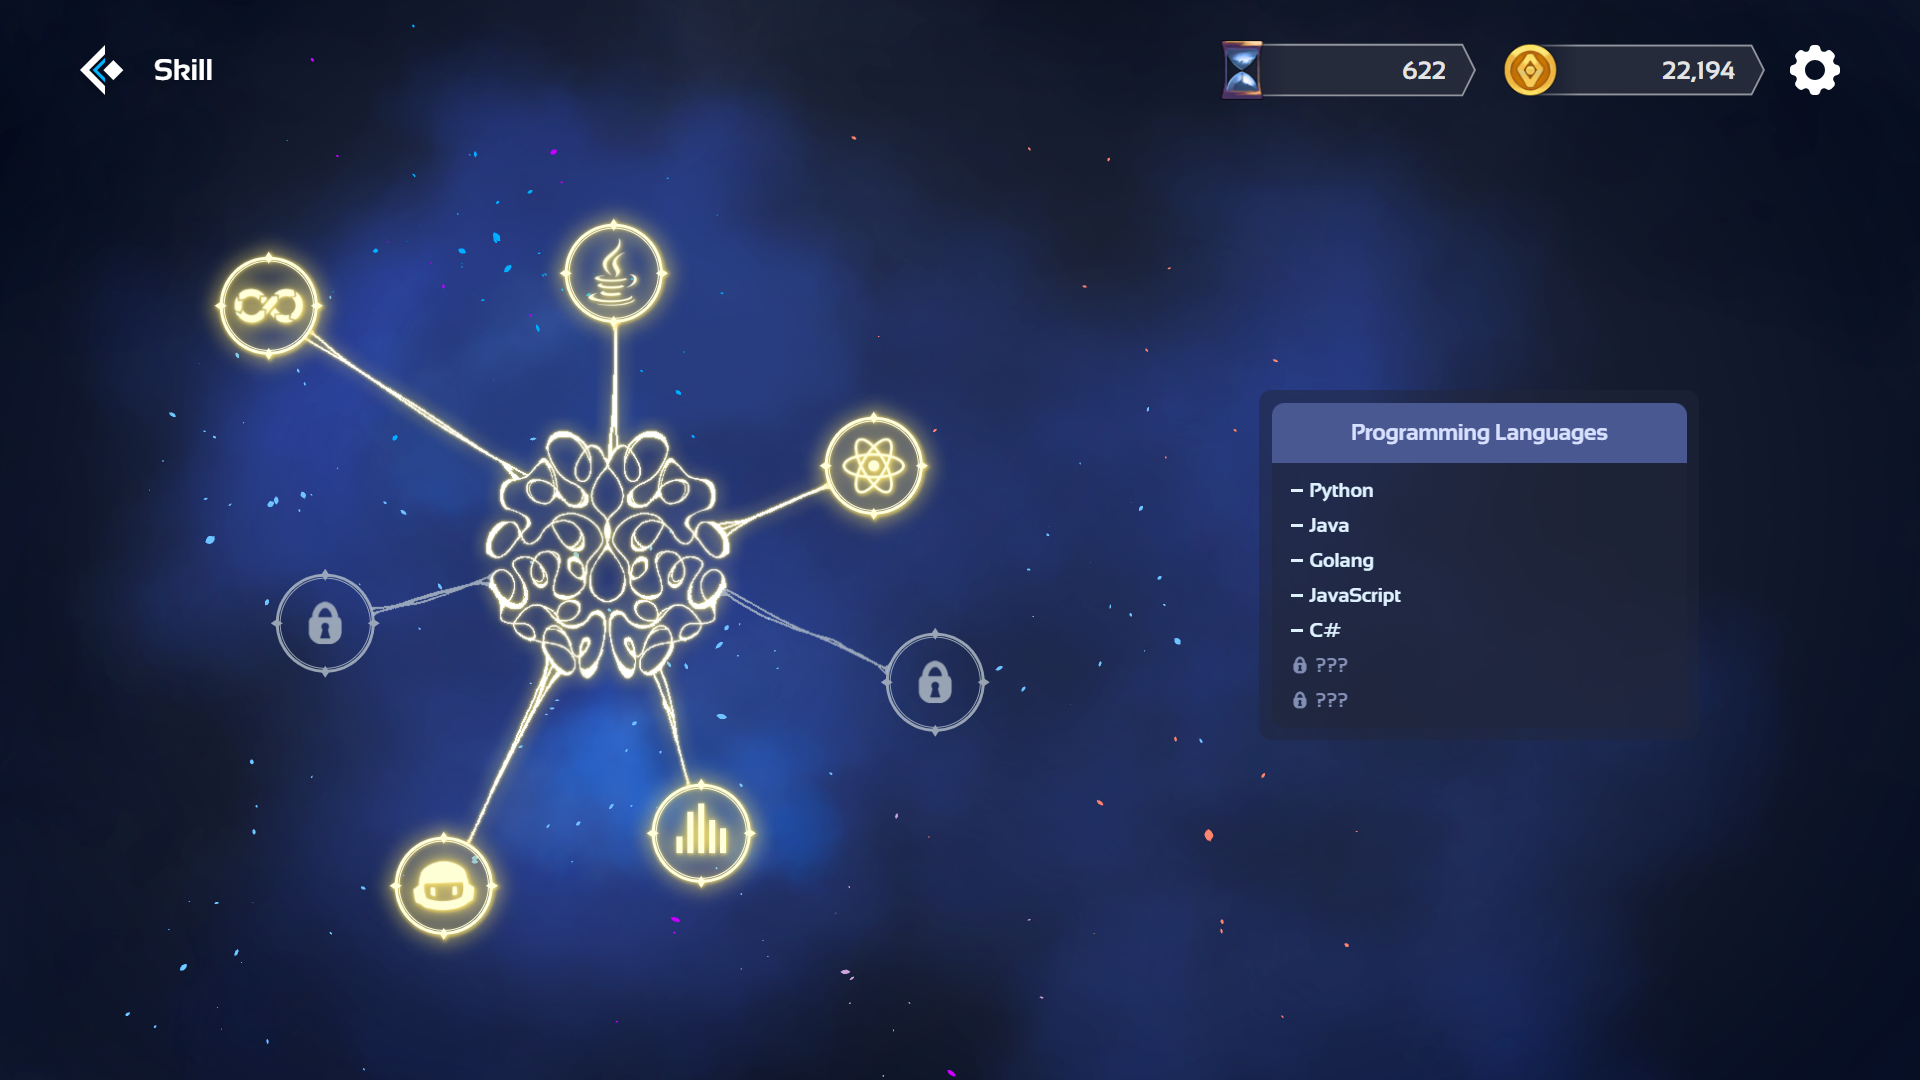 Skill
622
22,194
Programming Languages
– Python
– Java
– Golang
– JavaScript
– C#
???
???